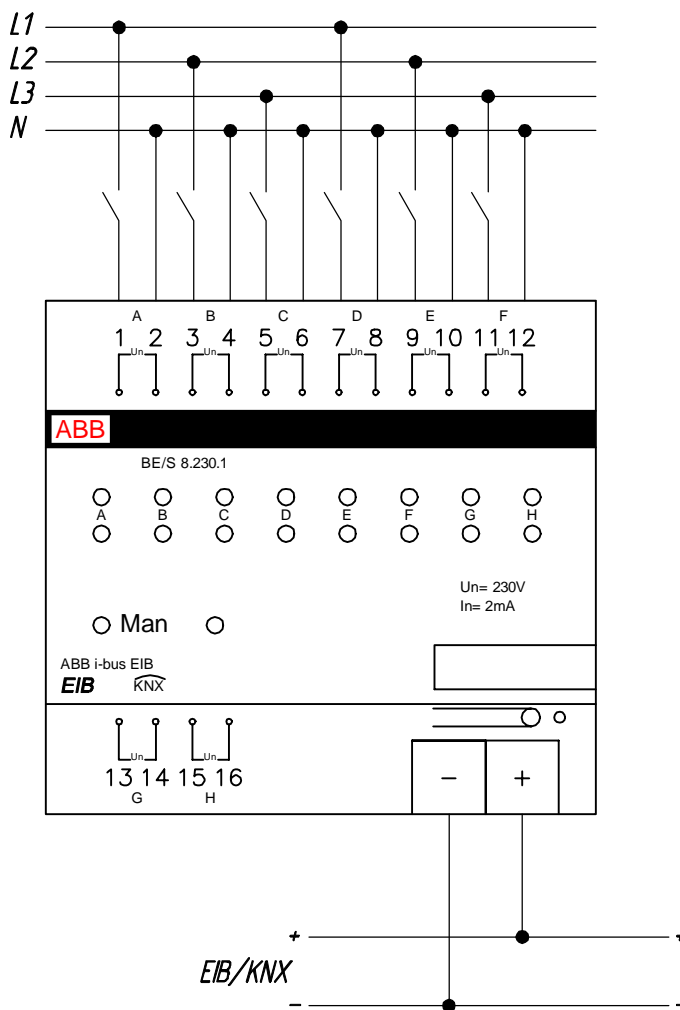 L1
L2
L3
N
A B C D E F
1 2 3 4 5 6 7 8 9 10 11 12
Un Un Un Un Un Un
ABB
BE/S 8.230.1
A B C D E F G H
Un= 230V
In= 2mA
Man
ABB i-bus EIB
EIB KNX
Un Un
13 14 15 16
G H
- +
+ +
EIB/KNX
- -